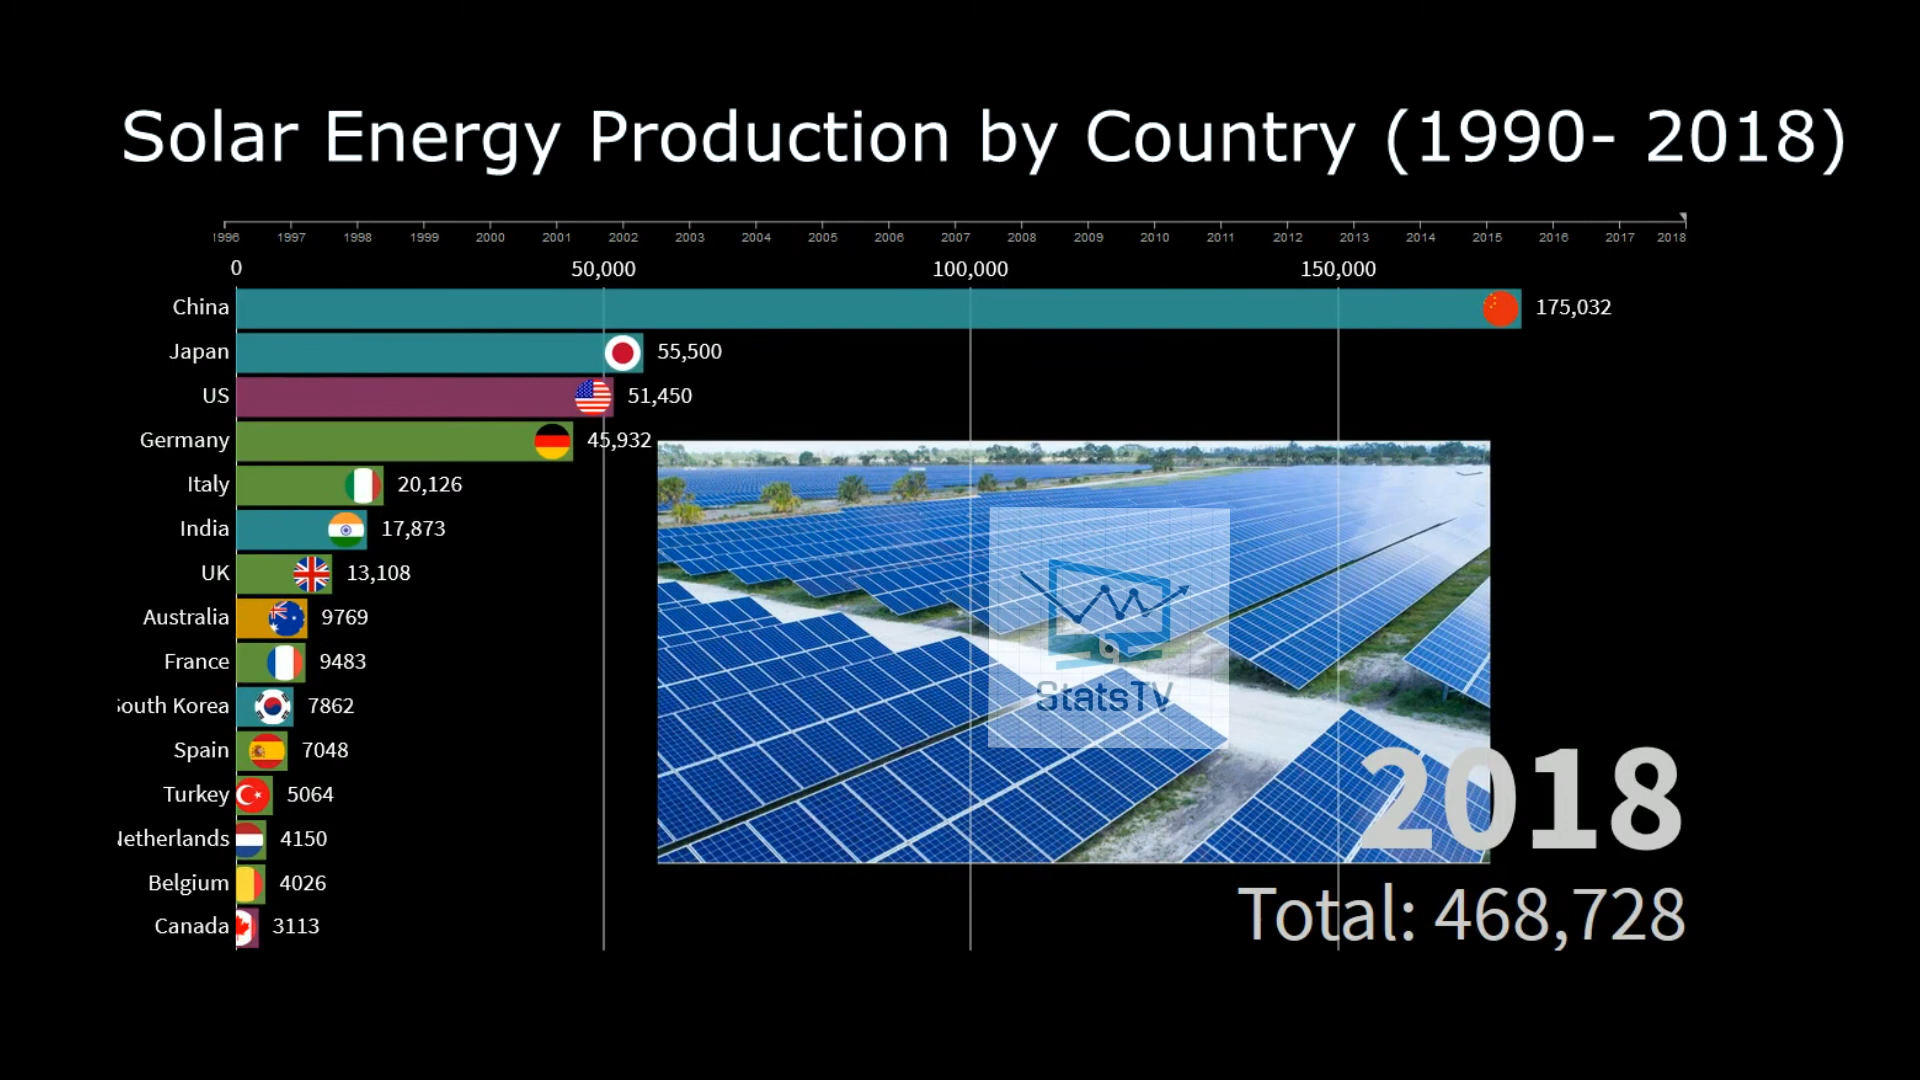 Solar Energy Production by Country (1990- 2018)
1996 1997 1998 1999 2000 2001 2002 2003 2004 2005 2006 2007 2008 2009 2010 2011 2012 2013 2014 2015 2016 2017 2018
0 50,000 100,000 150,000
China 175,032
Japan 55,500
US 51,450
Germany 45,932
Italy 20,126
India 17,873
UK 13,108
Australia 9769
France 9483
South Korea 7862
StatsTV
Spain 7048
Turkey 5064
2018
Netherlands 4150
Belgium 4026
Total: 468,728
Canada 3113